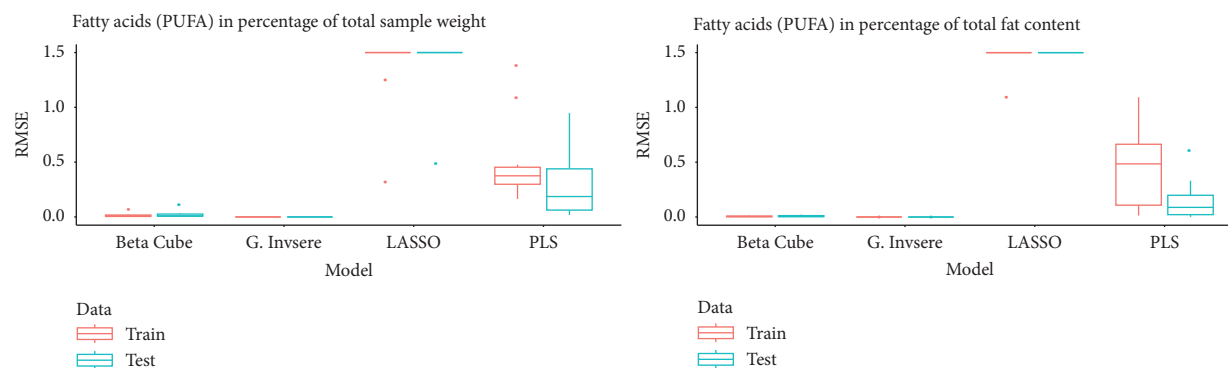 Fatty acids (PUFA) in percentage of total sample weight
1.5
1.0
0.5
0.0
RMSE
Beta Cube G. Invsere LASSO PLS
Model
Data
Train
Test
Fatty acids (PUFA) in percentage of total fat content
1.5
1.0
0.5
0.0
RMSE
Beta Cube G. Invsere LASSO PLS
Model
Data
Train
Test